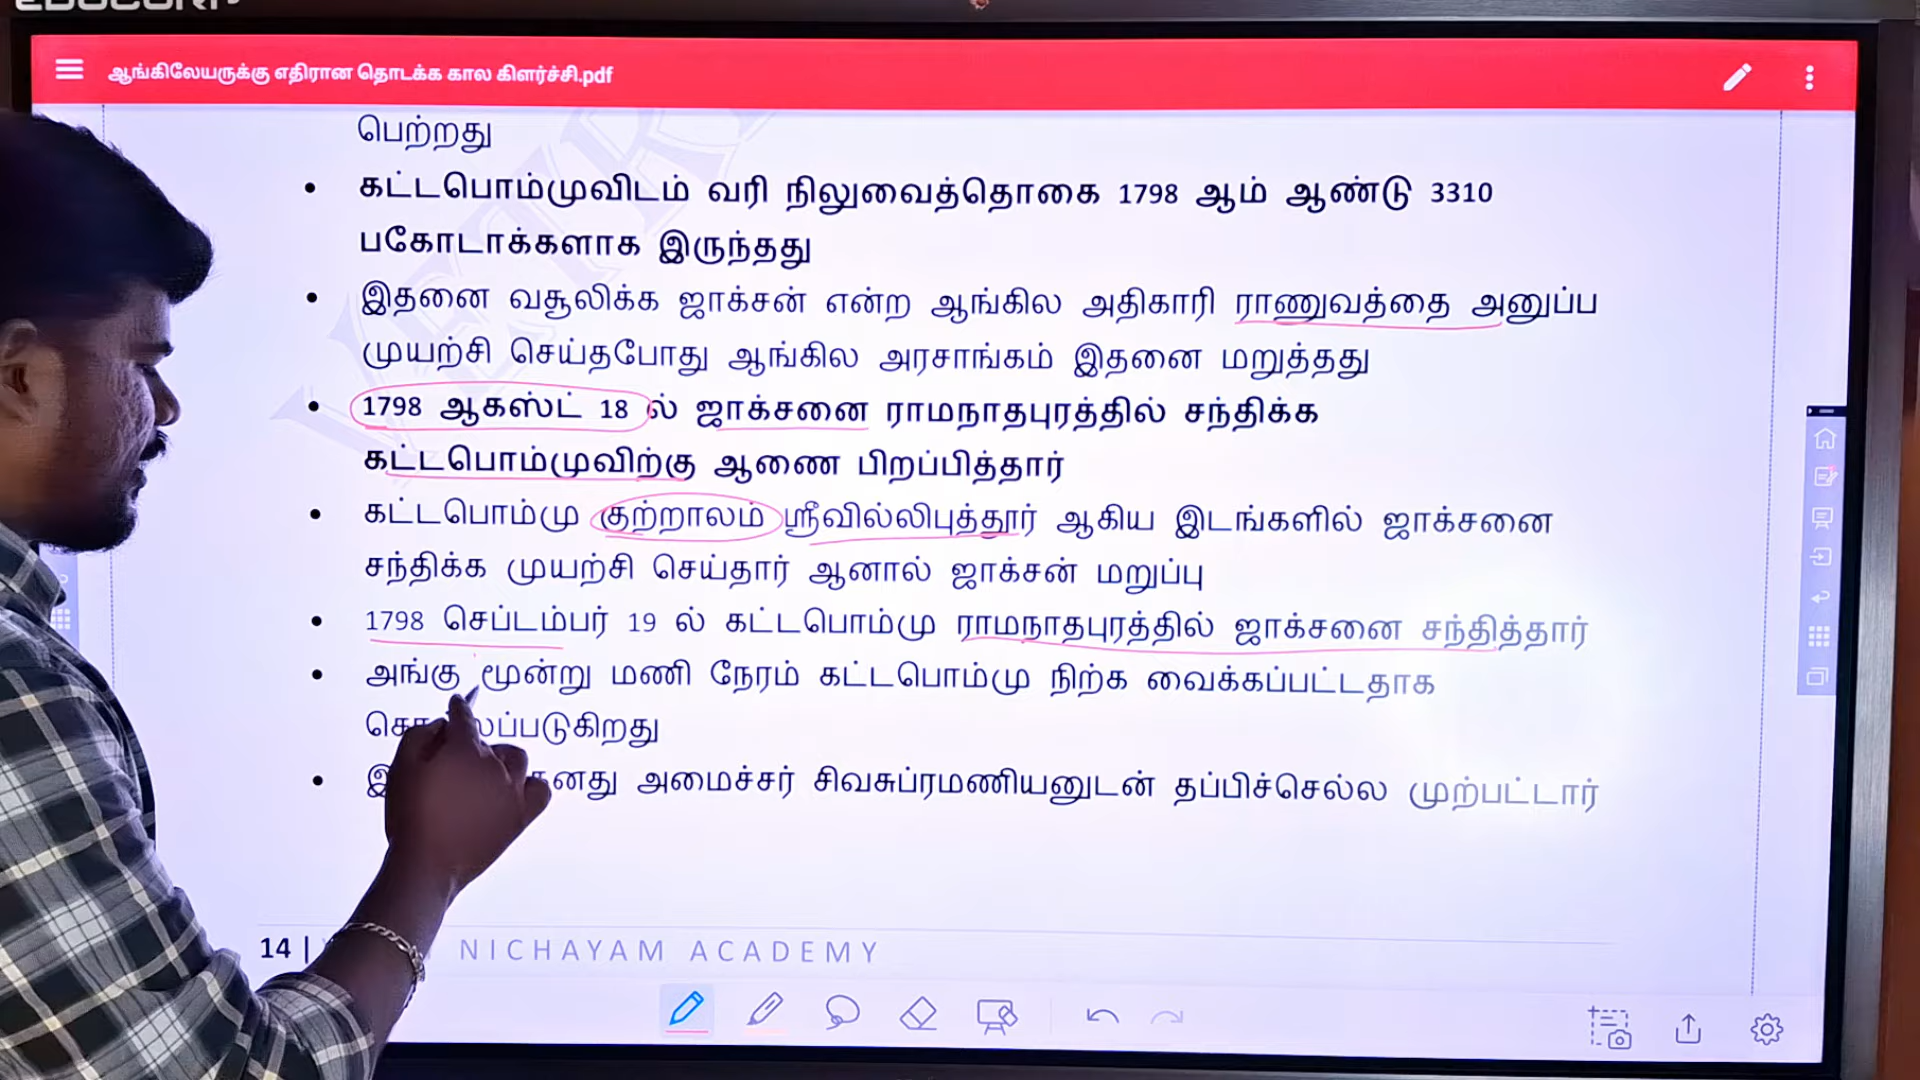 ஆங்கிலேயருக்கு எதிரான தொடக்க கால கிளர்ச்சி.pdf
பெற்றது
• கட்டபொம்முவிடம் வரி நிலுவைத்தொகை 1798 ஆம் ஆண்டு 3310
பகோடாக்களாக இருந்தது
• இதனை வசூலிக்க ஜாக்சன் என்ற ஆங்கில அதிகாரி ராணுவத்தை அனுப்ப
முயற்சி செய்தபோது ஆங்கில அரசாங்கம் இதனை மறுத்தது
• 1798 ஆகஸ்ட் 18 ல் ஜாக்சனை ராமநாதபுரத்தில் சந்திக்க
கட்டபொம்முவிற்கு ஆணை பிறப்பித்தார்
• கட்டபொம்மு குற்றாலம் ஸ்ரீவில்லிபுத்தூர் ஆகிய இடங்களில் ஜாக்சனை
சந்திக்க முயற்சி செய்தார் ஆனால் ஜாக்சன் மறுப்பு
• 1798 செப்டம்பர் 19 ல் கட்டபொம்மு ராமநாதபுரத்தில் ஜாக்சனை சந்தித்தார்
• அங்கு மூன்று மணி நேரம் கட்டபொம்மு நிற்க வைக்கப்பட்டதாக
• அமைச்சர் சிவசுப்ரமணியனுடன் தப்பிச்செல்ல முற்பட்டார்
14 | NICHAYAM ACADEMY